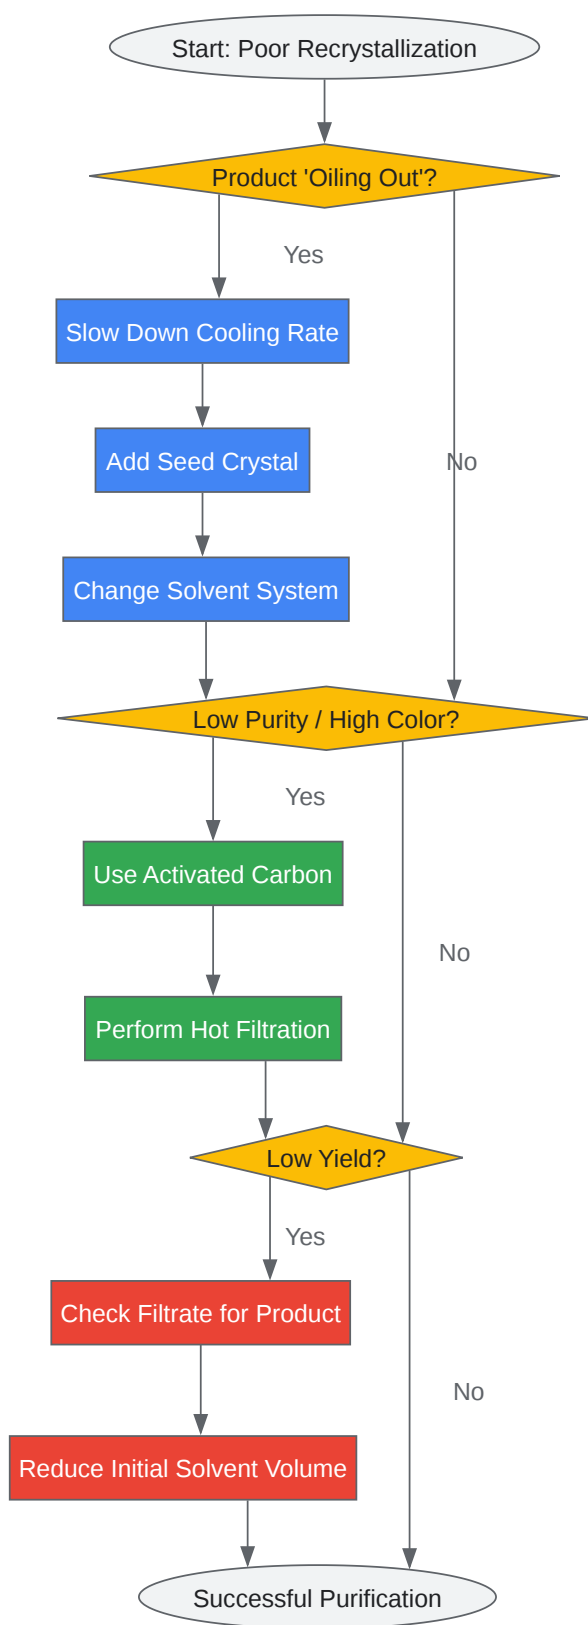 Start: Poor Recrystallization
Product 'Oiling Out'?
Yes
Slow Down Cooling Rate
Add Seed Crystal
No
Change Solvent System
Low Purity / High Color?
Yes
Use Activated Carbon
No
Perform Hot Filtration
Low Yield?
Yes
Check Filtrate for Product
No
Reduce Initial Solvent Volume
Successful Purification